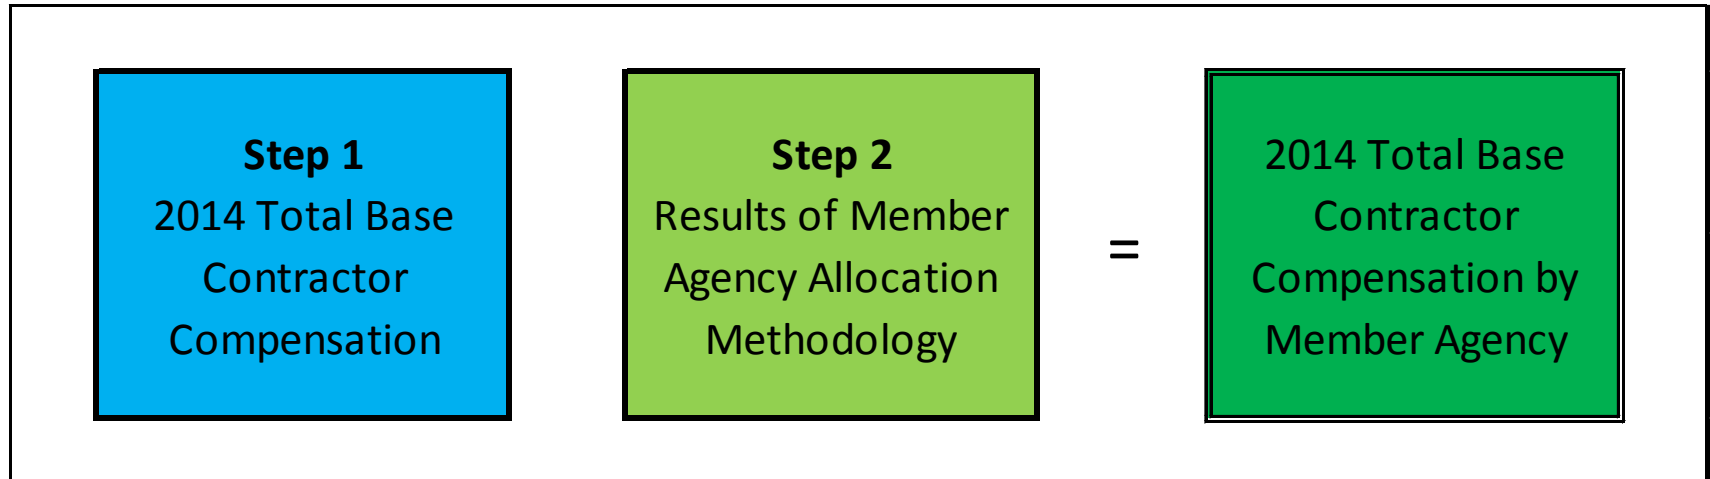 Step 1
2014 Total Base
Contractor
Compensation
Step 2
Results of Member
Agency Allocation
Methodology
=
2014 Total Base
Contractor
Compensation by
Member Agency